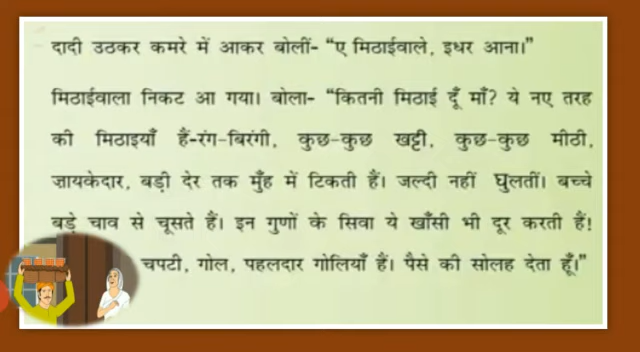 दादी उठकर कमरे में आकर बोलीं- “ए मिठाईवाले, इधर आना।”
मिठाईवाला निकट आ गया। बोला- “कितनी मिठाई दूँ माँ? ये नए तरह
की मिठाइयाँ हैं-रंग-बिरंगी, कुछ-कुछ खट्टी, कुछ-कुछ मीठी,
ज़ायकेदार, बड़ी देर तक मुँह में टिकती हैं। जल्दी नहीं घुलतीं। बच्चे
बड़े चाव से चूसते हैं। इन गुणों के सिवा ये खाँसी भी दूर करती हैं!
चपटी, गोल, पहलदार गोलियाँ हैं। पैसे की सोलह देता हूँ।”